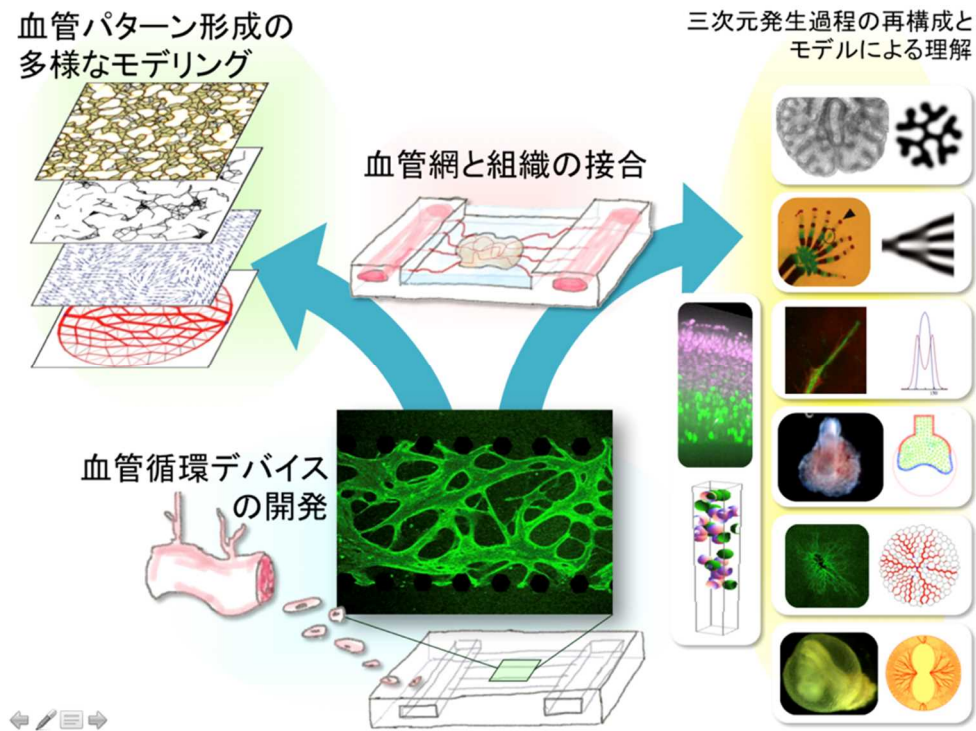 血管パターン形成の
多様なモデリング
三次元発生過程の再構成と
モデルによる理解
血管網と組織の接合
血管循環デバイス
の開発